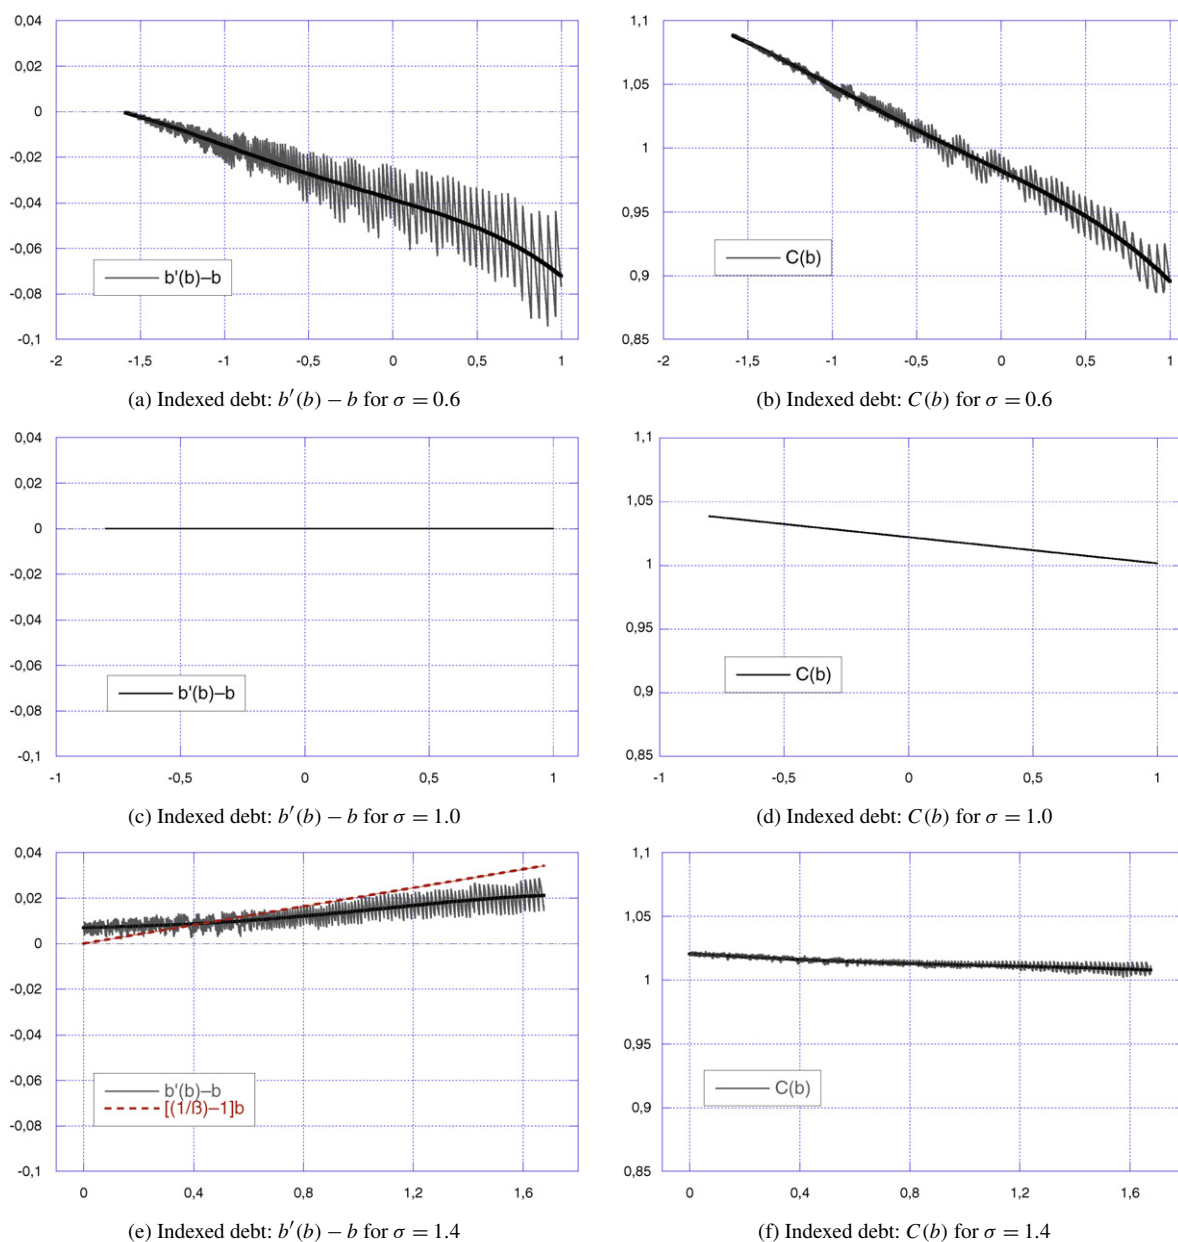 0,04
0,02
0
-0,02
-0,04
-0,06
-0,08
-0,1
b'(b)–b
-2 -1,5 -1 -0,5 0 0,5 1
(a) Indexed debt: b′(b) − b for σ = 0.6
1,1
1,05
1
0,95
0,9
0,85
C(b)
-2 -1,5 -1 -0,5 0 0,5 1
(b) Indexed debt: C(b) for σ = 0.6
0,04
0,02
0
-0,02
-0,04
-0,06
-0,08
-0,1
b'(b)–b
-1 -0,5 0 0,5 1
(c) Indexed debt: b′(b) − b for σ = 1.0
1,1
1,05
1
0,95
0,9
0,85
C(b)
-1 -0,5 0 0,5 1
(d) Indexed debt: C(b) for σ = 1.0
0,04
0,02
0
-0,02
-0,04
-0,06
-0,08
-0,1
b'(b)–b
[(1/ß)–1]b
0 0,4 0,8 1,2 1,6
(e) Indexed debt: b′(b) − b for σ = 1.4
1,1
1,05
1
0,95
0,9
0,85
C(b)
0 0,4 0,8 1,2 1,6
(f) Indexed debt: C(b) for σ = 1.4